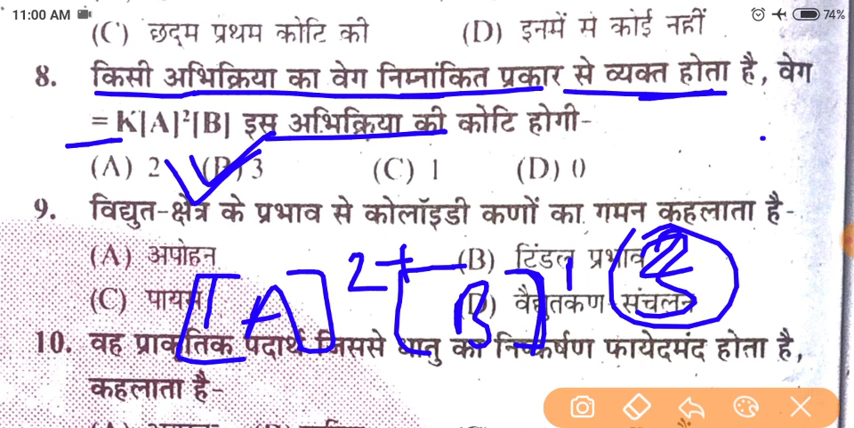 11:00 AM 74%
(C) छद्म प्रथम कोटि की (D) इनमें से कोई नहीं
8. किसी अभिक्रिया का वेग निम्नांकित प्रकार से व्यक्त होता है, वेग
= K[A]²[B] इस अभिक्रिया की कोटि होगी-
(A) 2 (B) 3 (C) 1 (D) 0
9. विद्युत-क्षेत्र के प्रभाव से कोलॉइडी कणों का गमन कहलाता है-
(A) अपोहन (B) टिंडल प्रभाव
[A]²+[B]¹ 3
(C) (D) वैद्युतकण संचलन
10. वह प्राकृतिक पदार्थ जिससे धातु का निष्कर्षण फायेदमंद होता है,
कहलाता है-